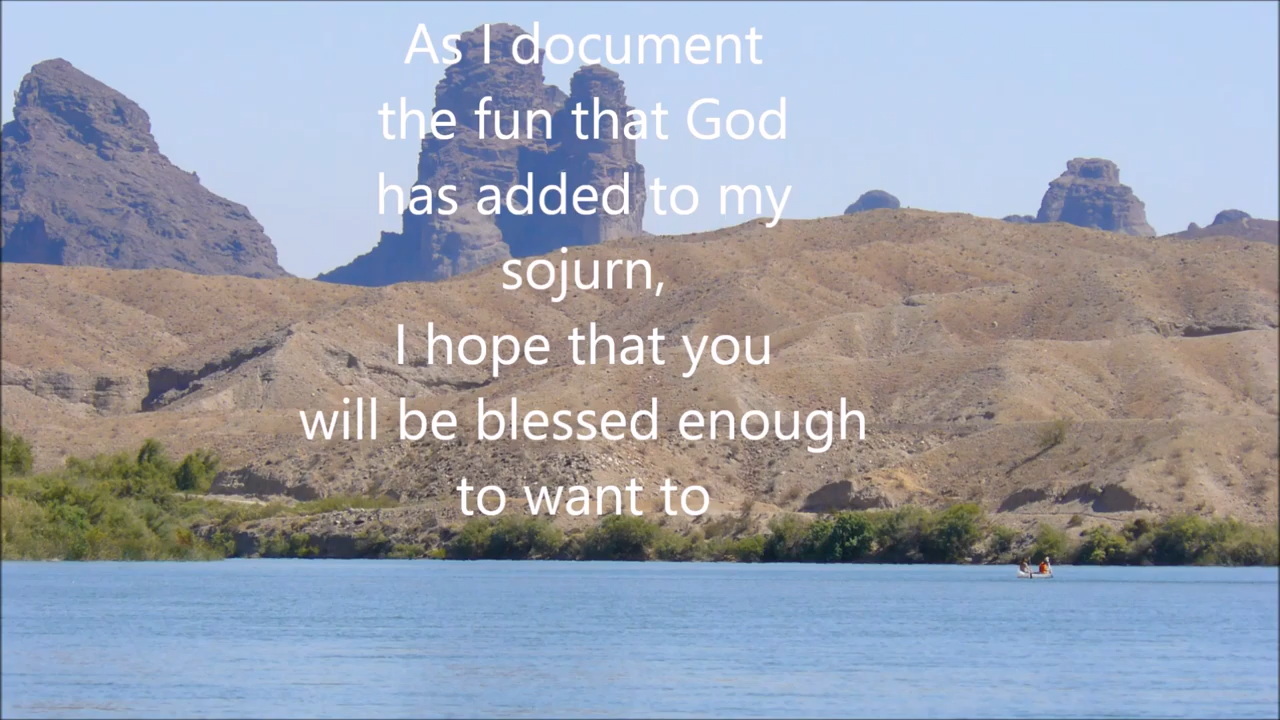 As I document
the fun that God
has added to my
sojurn,
I hope that you
will be blessed enough
to want to